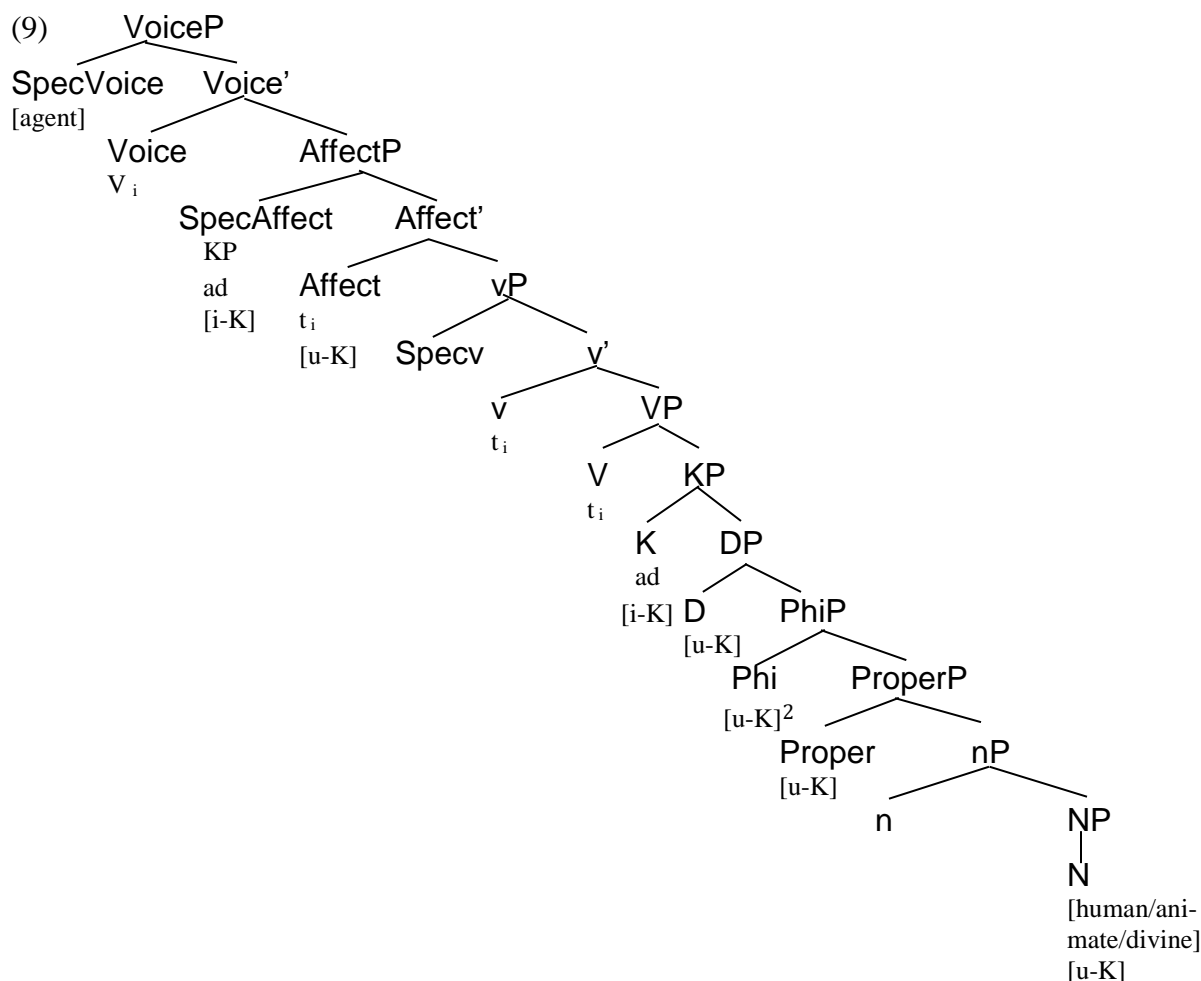 (9) VoiceP
SpecVoice Voice’
[agent]
Voice AffectP
V i
SpecAffect Affect’
KP
ad Affect vP
[i-K] t i
[u-K] Specv v’
v VP
t i
V KP
t i
K DP
ad
[i-K] D PhiP
[u-K]
Phi ProperP
[u-K]²
Proper nP
[u-K]
n NP
N
[human/ani-
mate/divine]
[u-K]